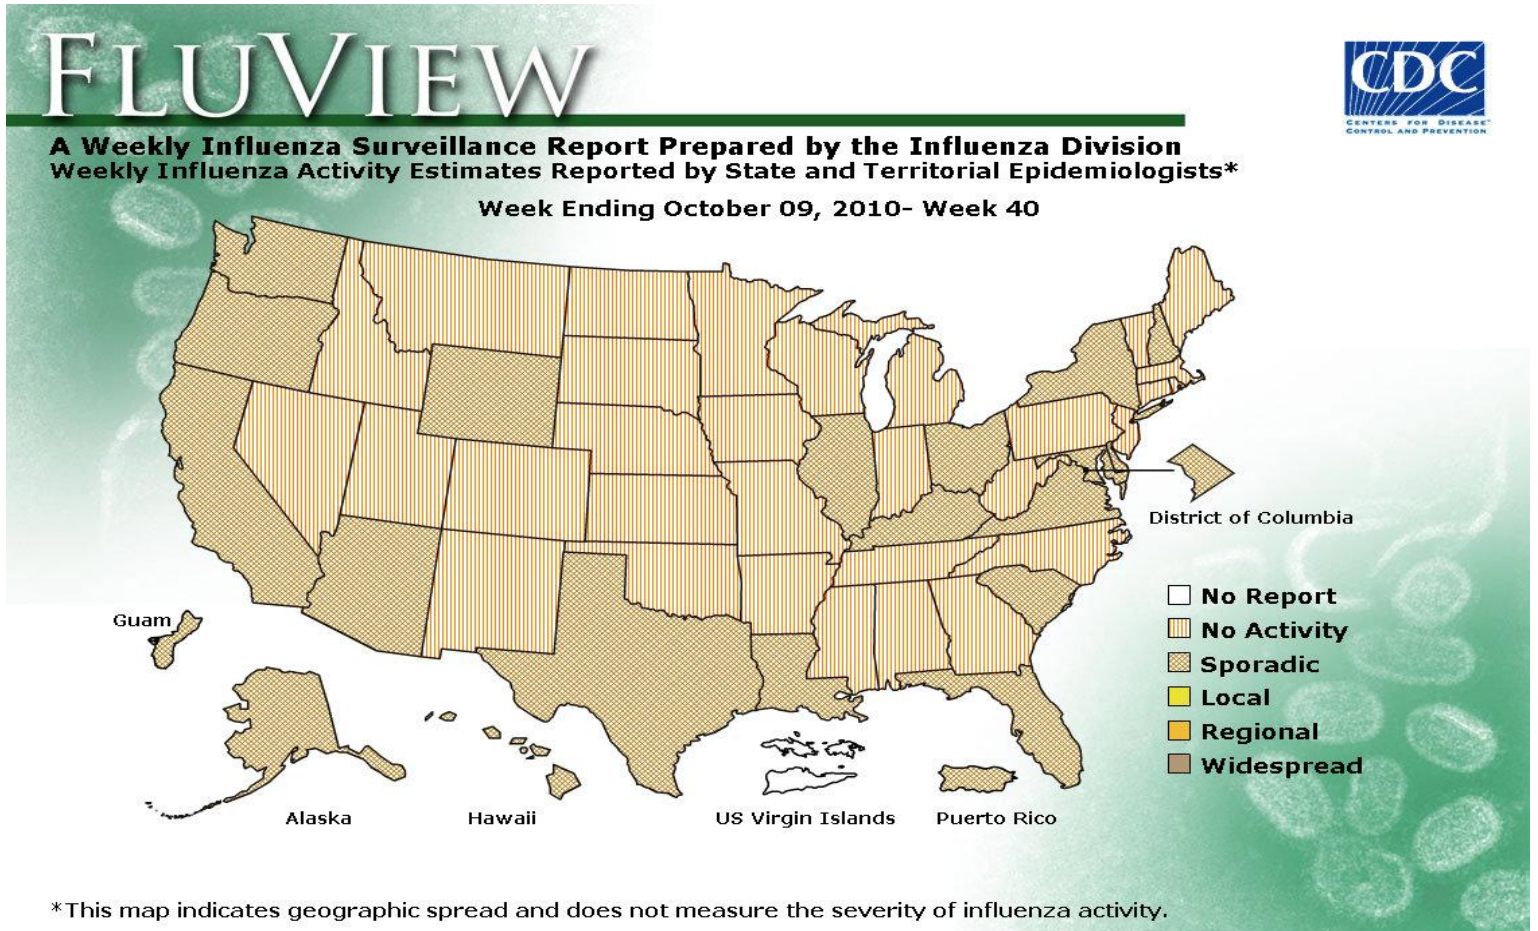 FLUVIEW
CDC
CENTERS FOR DISEASE
CONTROL AND PREVENTION
A Weekly Influenza Surveillance Report Prepared by the Influenza Division
Weekly Influenza Activity Estimates Reported by State and Territorial Epidemiologists*
Week Ending October 09, 2010- Week 40
District of Columbia
No Report
Guam
No Activity
Sporadic
Local
Regional
Widespread
Alaska
Hawaii
US Virgin Islands
Puerto Rico
*This map indicates geographic spread and does not measure the severity of influenza activity.